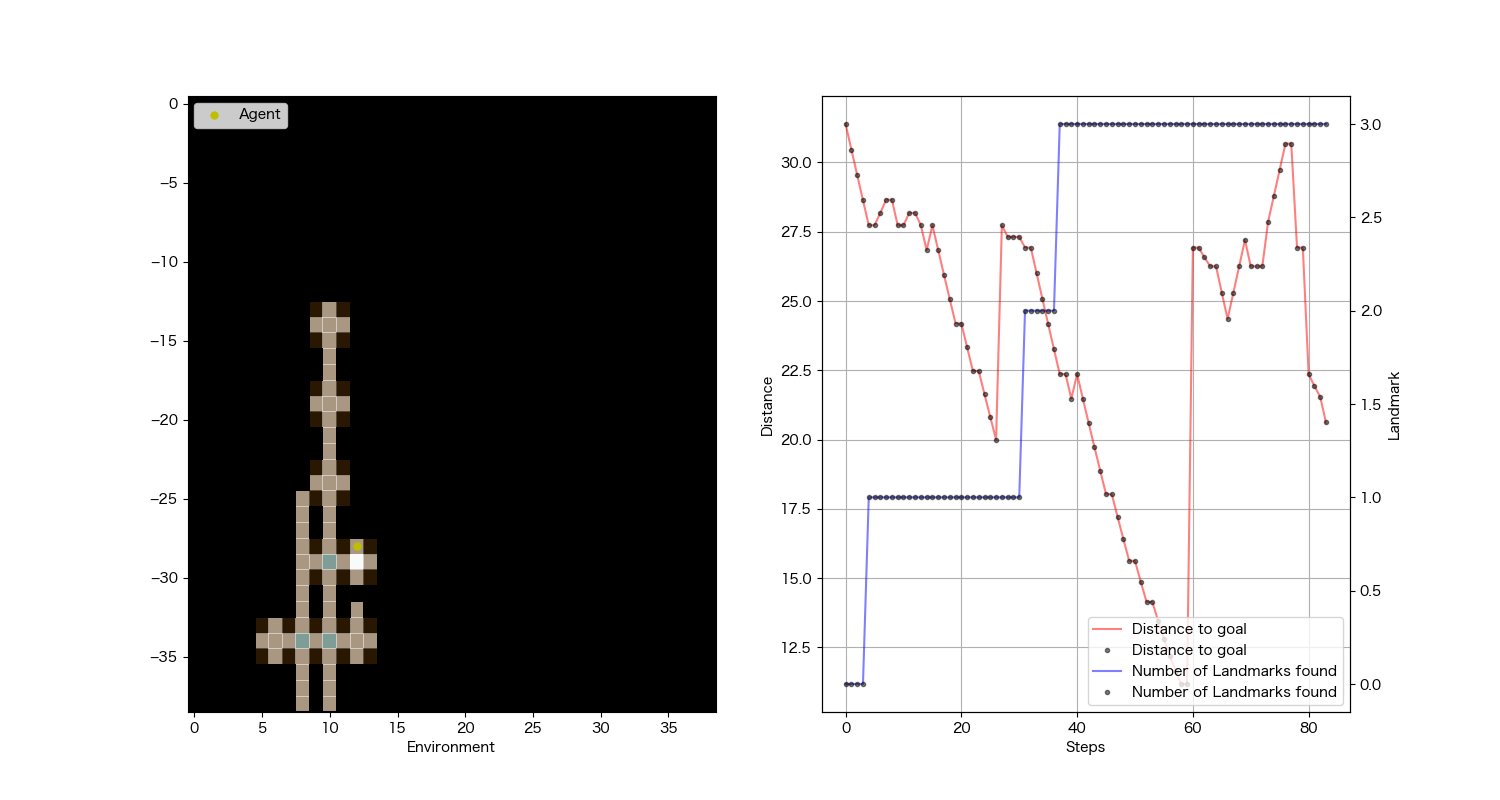 Agent
0
−5
−10
−15
−20
−25
−30
−35
0 5 10 15 20 25 30 35
Environment
30.0
27.5
25.0
22.5
20.0
17.5
15.0
12.5
Distance
0 20 40 60 80
Steps
3.0
2.5
2.0
1.5
1.0
0.5
0.0
Landmark
Distance to goal
Distance to goal
Number of Landmarks found
Number of Landmarks found